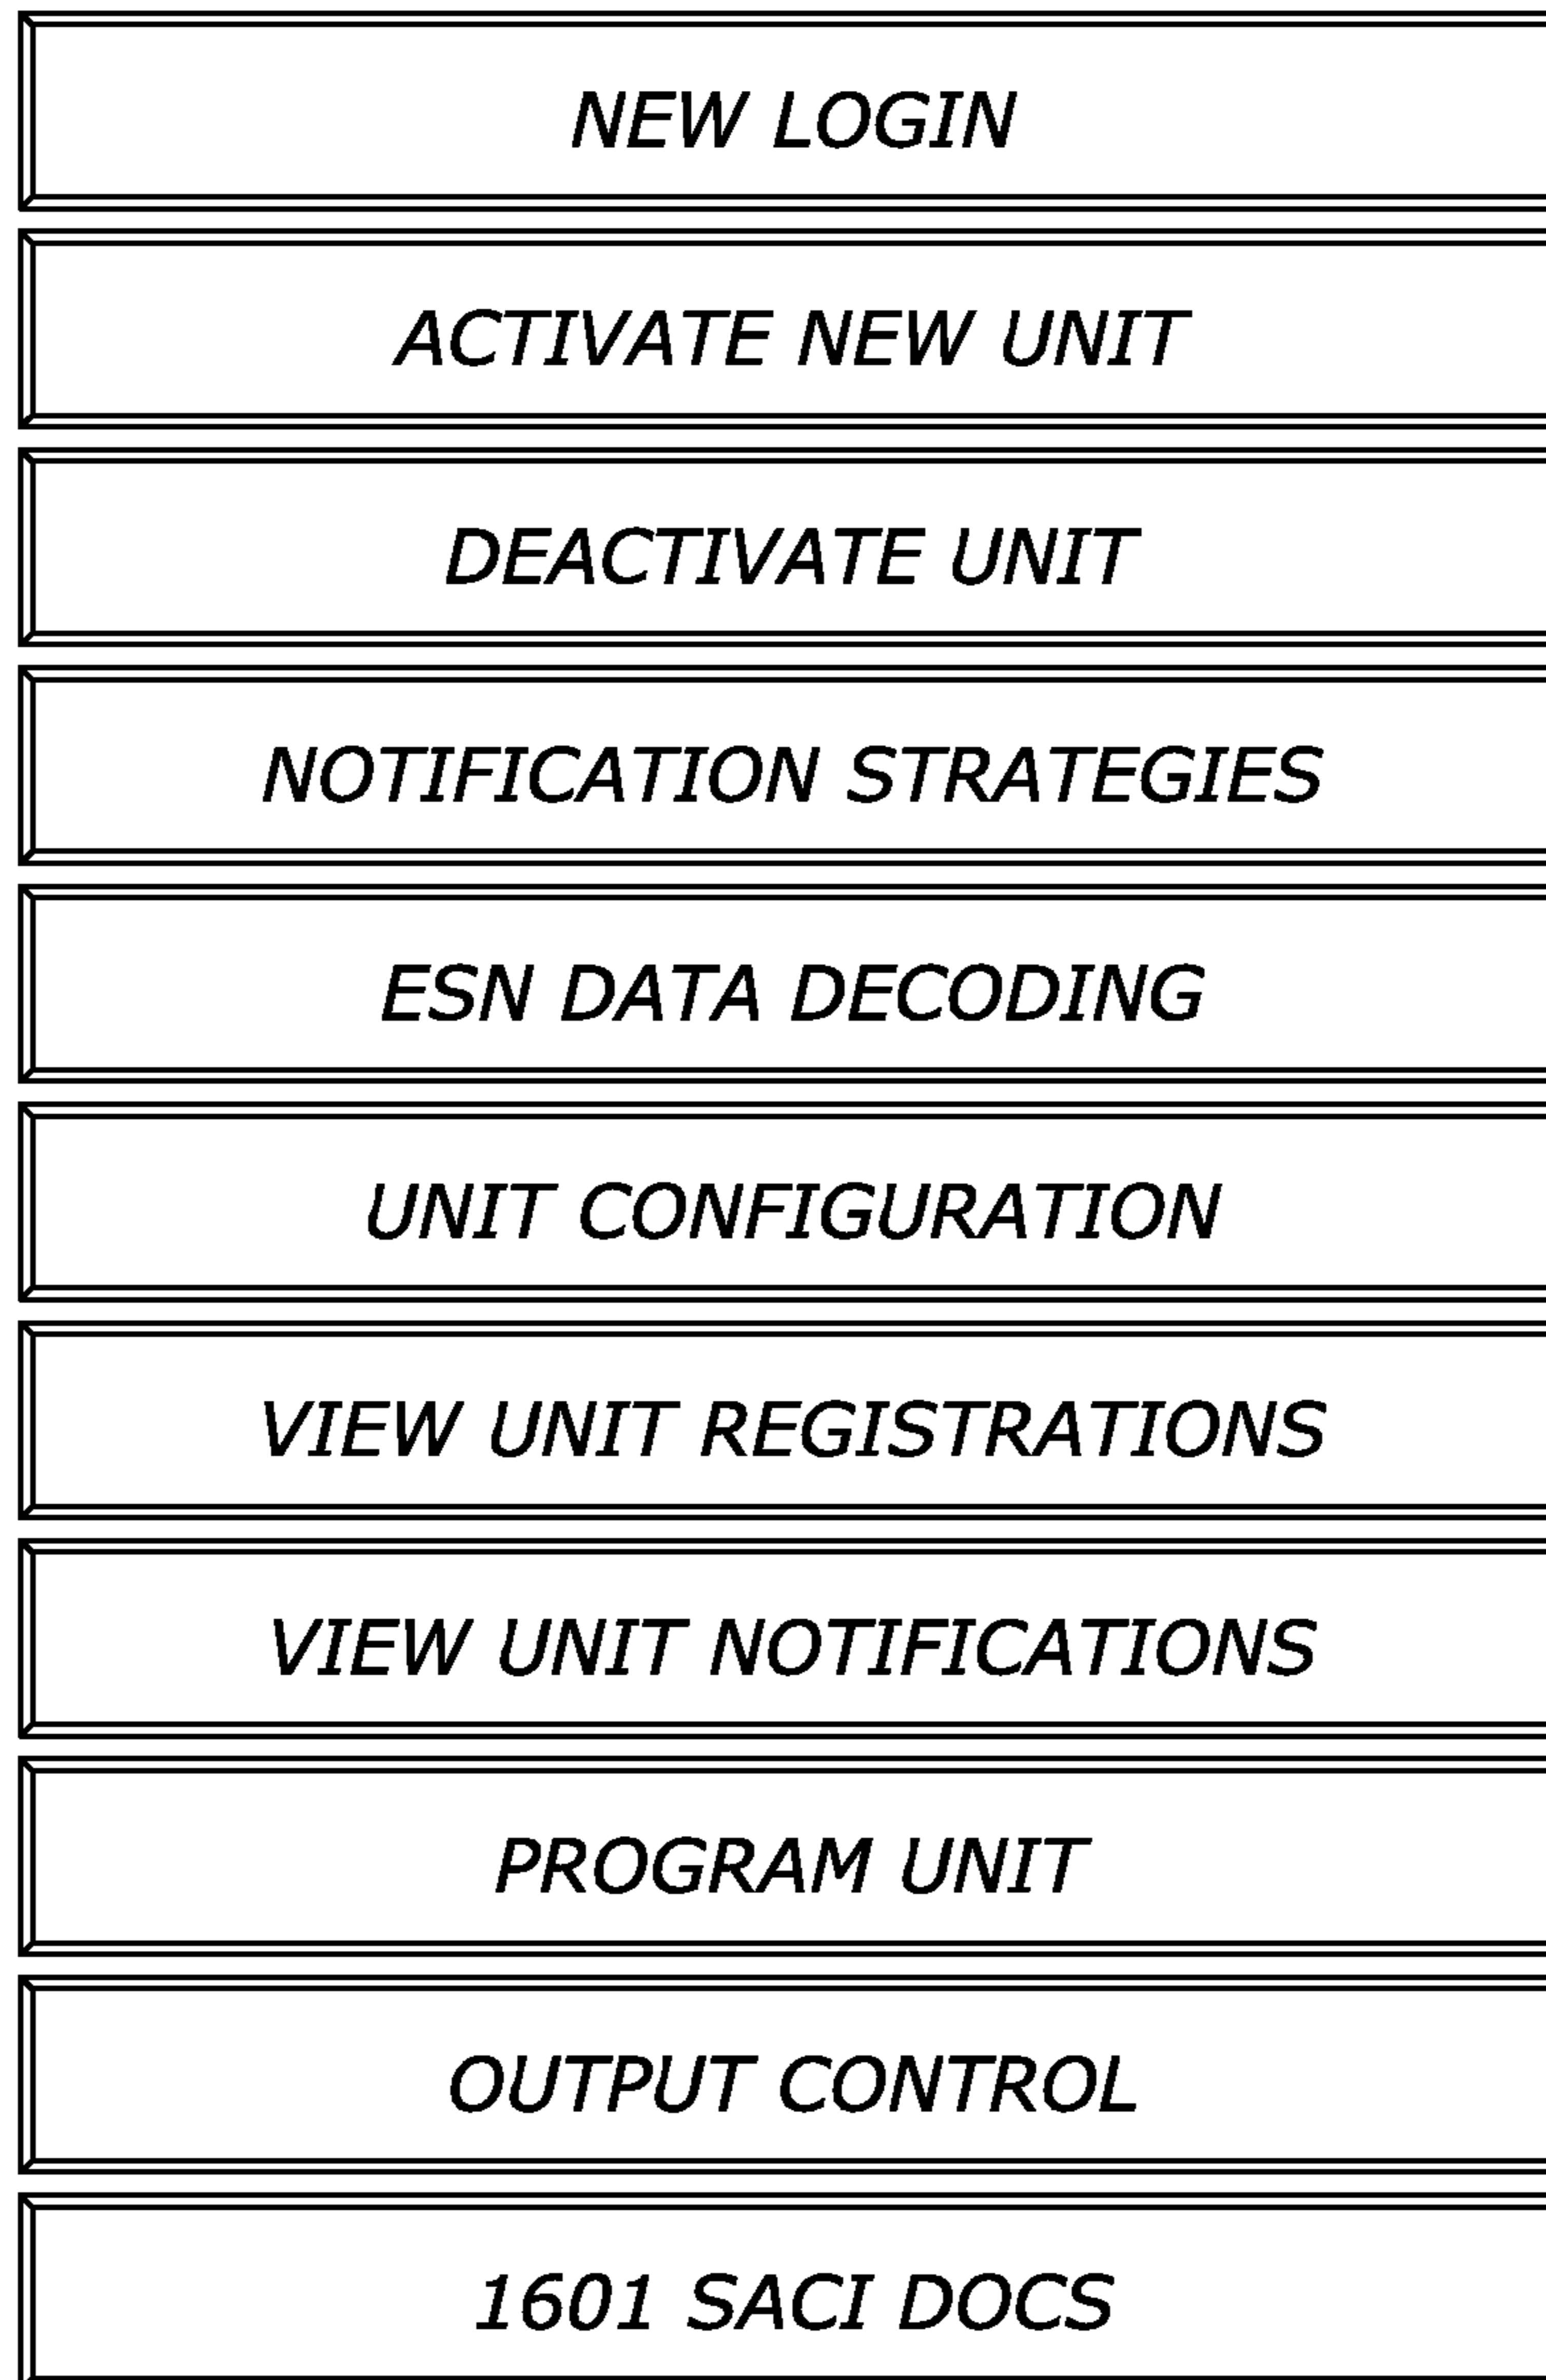 NEW LOGIN
ACTIVATE NEW UNIT
DEACTIVATE UNIT
NOTIFICATION STRATEGIES
ESN DATA DECODING
UNIT CONFIGURATION
VIEW UNIT REGISTRATIONS
VIEW UNIT NOTIFICATIONS
PROGRAM UNIT
OUTPUT CONTROL
1601 SACI DOCS